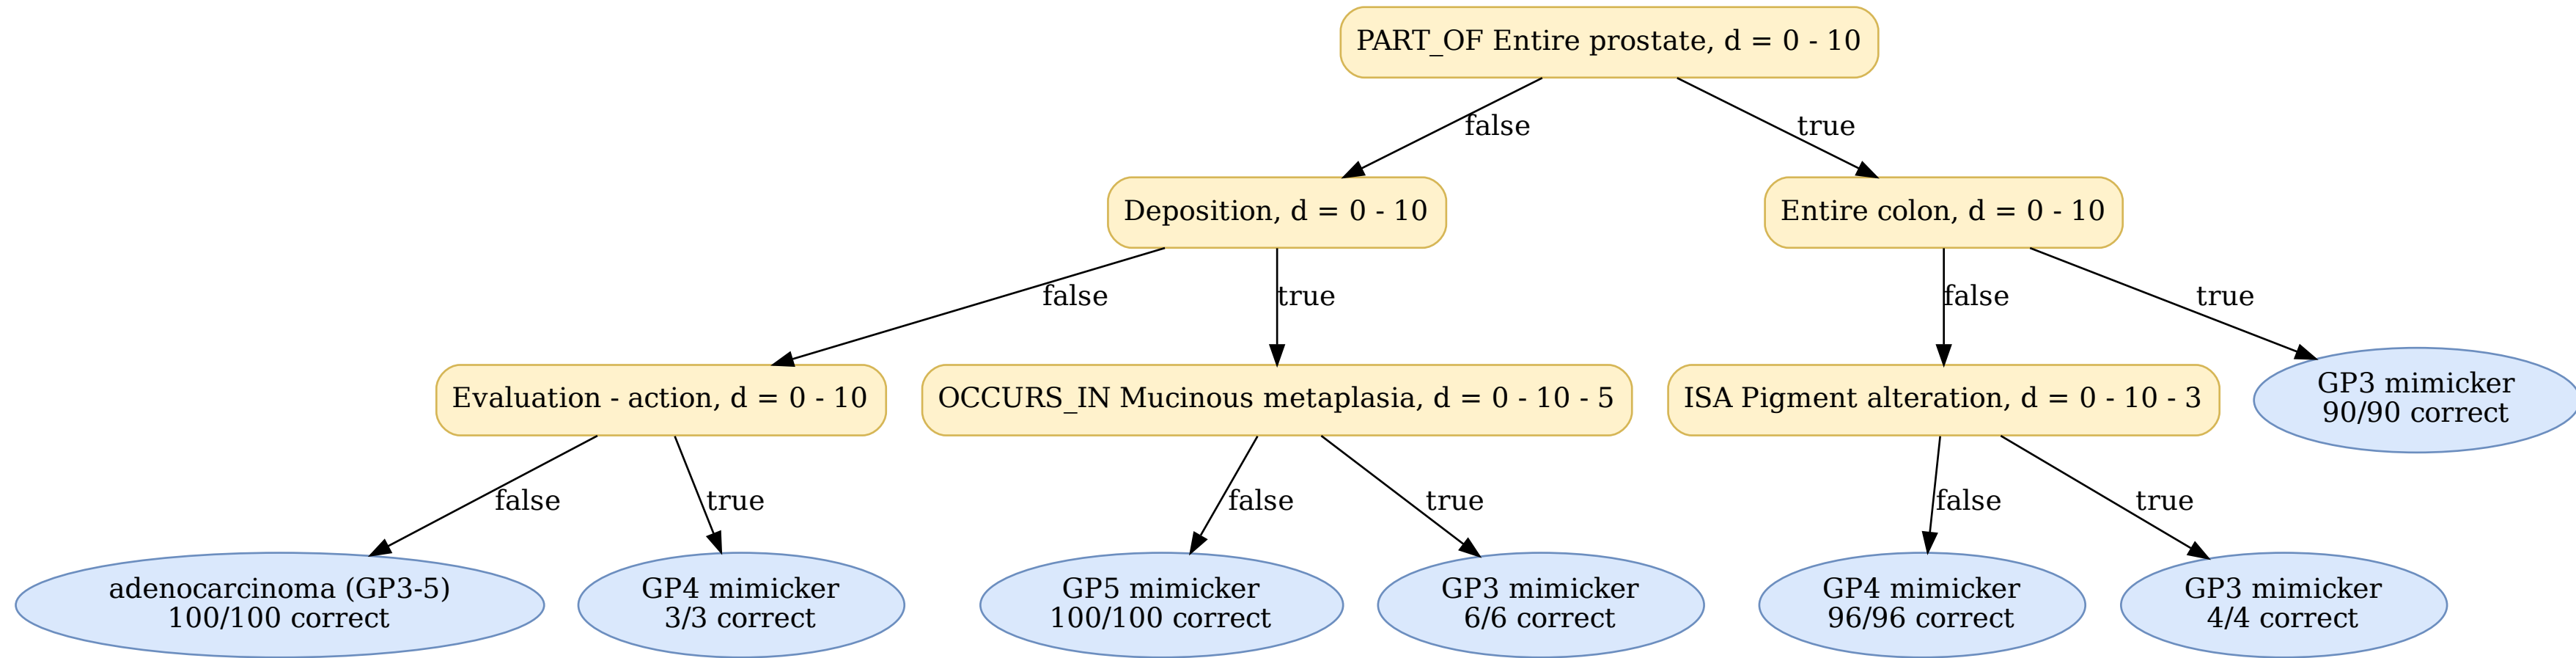 PART_OF Entire prostate, d = 0 - 10
false
true
Deposition, d = 0 - 10
Entire colon, d = 0 - 10
false
true
false
true
Evaluation - action, d = 0 - 10
OCCURS_IN Mucinous metaplasia, d = 0 - 10 - 5
ISA Pigment alteration, d = 0 - 10 - 3
GP3 mimicker
90/90 correct
false
true
false
true
false
true
adenocarcinoma (GP3-5)
100/100 correct
GP4 mimicker
3/3 correct
GP5 mimicker
100/100 correct
GP3 mimicker
6/6 correct
GP4 mimicker
96/96 correct
GP3 mimicker
4/4 correct